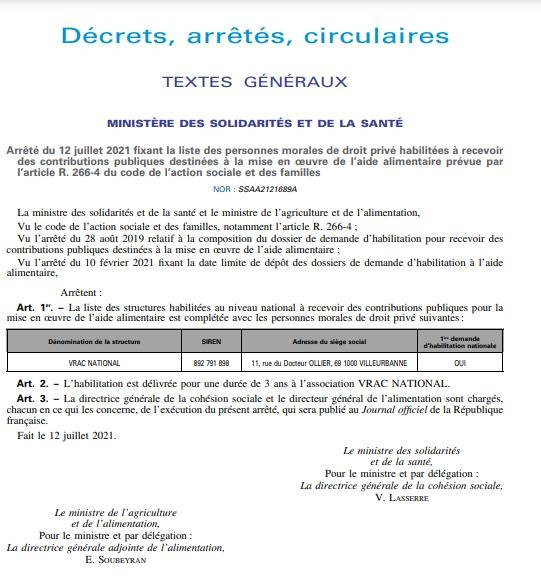 Décrets, arrêtés, circulaires
TEXTES GÉNÉRAUX
MINISTÈRE DES SOLIDARITÉS ET DE LA SANTÉ
Arrêté du 12 juillet 2021 fixant la liste des personnes morales de droit privé habilitées à recevoir
des contributions publiques destinées à la mise en œuvre de l'aide alimentaire prévue par
l'article R. 266-4 du code de l'action sociale et des familles
NOR : SSAA2121689A
La ministre des solidarités et de la santé et le ministre de l'agriculture et de l'alimentation,
Vu le code de l'action sociale et des familles, notamment l'article R. 266-4 ;
Vu l'arrêté du 28 août 2019 relatif à la composition du dossier de demande d'habilitation pour recevoir des
contributions publiques destinées à la mise en œuvre de l'aide alimentaire ;
Vu l'arrêté du 10 février 2021 fixant la date limite de dépôt des dossiers de demande d'habilitation à l'aide
alimentaire,
Arrêtent :
Art. 1er. – La liste des structures habilitées au niveau national à recevoir des contributions publiques pour la
mise en œuvre de l'aide alimentaire est complétée avec les personnes morales de droit privé suivantes :
Dénomination de la structure SIREN Adresse du siège social 1re demande
d'habilitation nationale
VRAC NATIONAL 892 791 898 11, rue du Docteur OLLIER, 69 1000 VILLEURBANNE OUI
Art. 2. – L'habilitation est délivrée pour une durée de 3 ans à l'association VRAC NATIONAL.
Art. 3. – La directrice générale de la cohésion sociale et le directeur général de l'alimentation sont chargés,
chacun en ce qui les concerne, de l'exécution du présent arrêté, qui sera publié au Journal officiel de la République
française.
Fait le 12 juillet 2021.
Le ministre des solidarités
et de la santé,
Pour le ministre et par délégation :
La directrice générale de la cohésion sociale,
V. LASSERRE
Le ministre de l'agriculture
et de l'alimentation,
Pour le ministre et par délégation :
La directrice générale adjointe de l'alimentation,
E. SOUBEYRAN